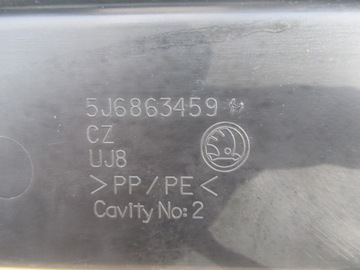 5J6863459
CZ
UJ8
>PP/PE<
Cavity No: 2